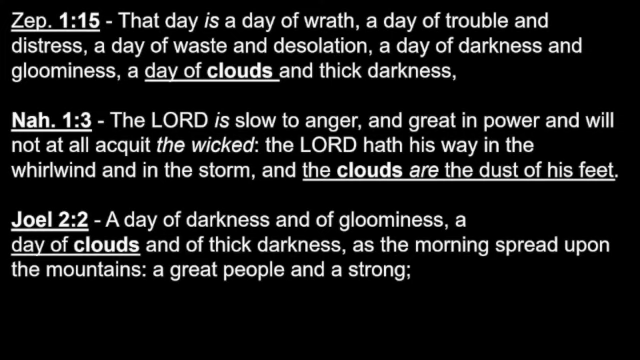 Zep. 1:15 - That day is a day of wrath, a day of trouble and
distress, a day of waste and desolation, a day of darkness and
gloominess, a day of clouds and thick darkness,
Nah. 1:3 - The LORD is slow to anger, and great in power and will
not at all acquit the wicked: the LORD hath his way in the
whirlwind and in the storm, and the clouds are the dust of his feet.
Joel 2:2 - A day of darkness and of gloominess, a
day of clouds and of thick darkness, as the morning spread upon
the mountains: a great people and a strong;